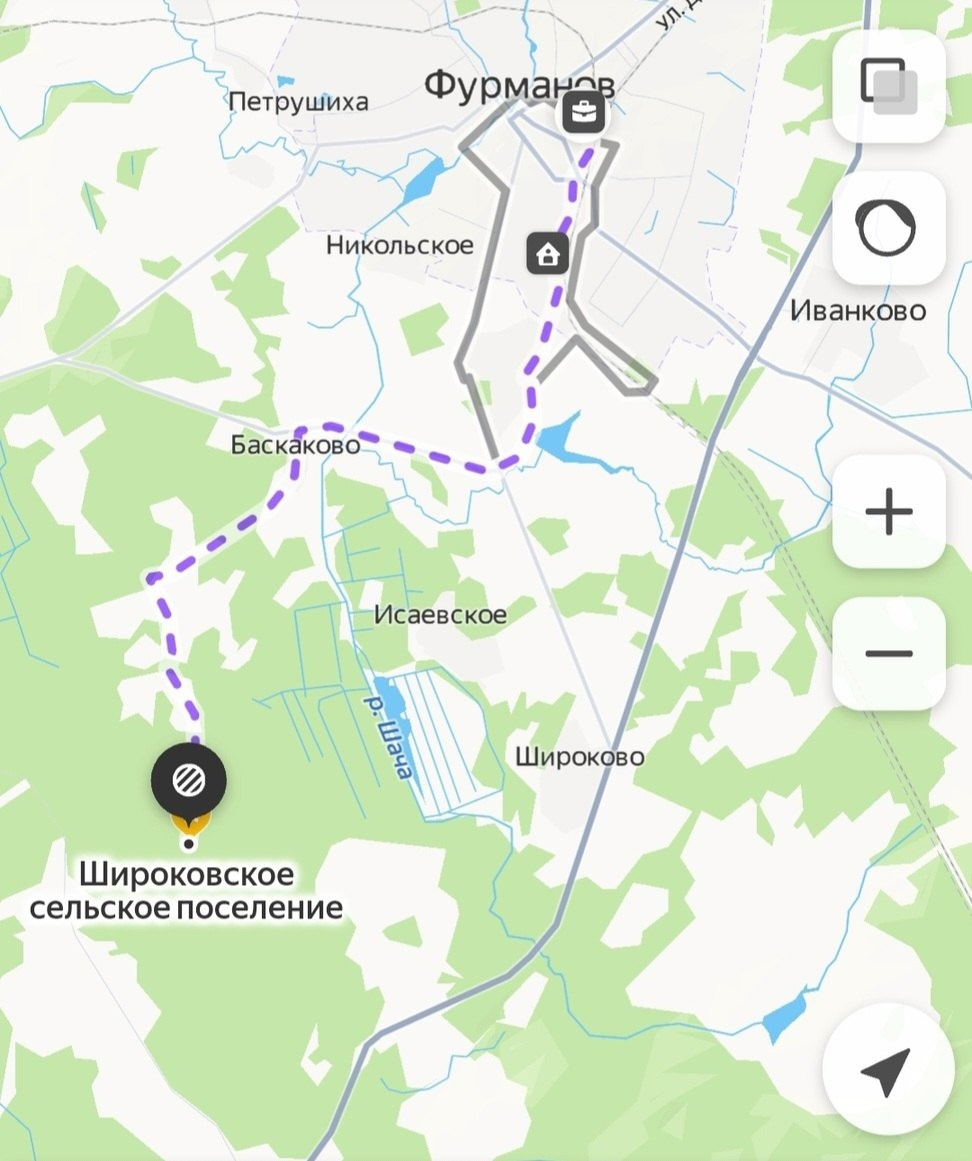 ул. Д
Фурманов
Петрушиха
Никольское
Иванково
Баскаково
Исаевское
р. Шача
Широково
Широковское
сельское поселение